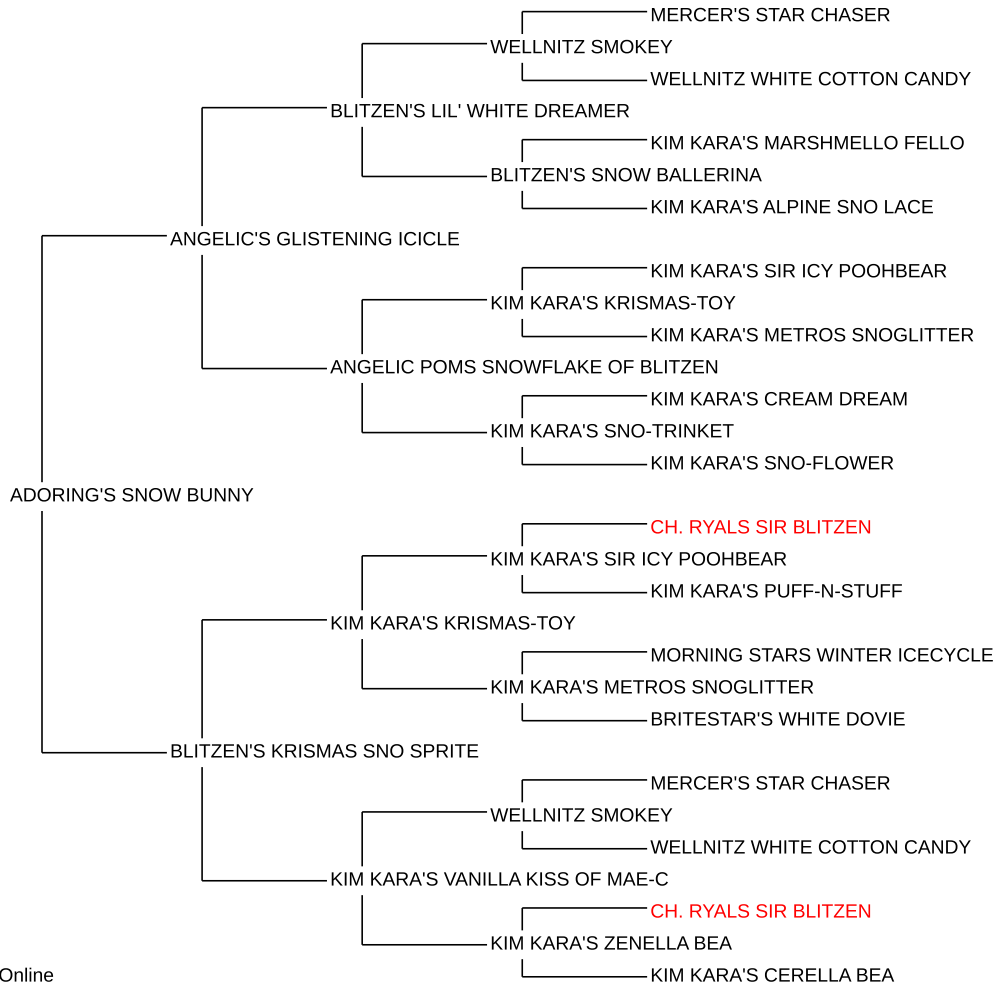 MERCER'S STAR CHASER
WELLNITZ SMOKEY
WELLNITZ WHITE COTTON CANDY
BLITZEN'S LIL' WHITE DREAMER
KIM KARA'S MARSHMELLO FELLO
BLITZEN'S SNOW BALLERINA
KIM KARA'S ALPINE SNO LACE
ANGELIC'S GLISTENING ICICLE
KIM KARA'S SIR ICY POOHBEAR
KIM KARA'S KRISMAS-TOY
KIM KARA'S METROS SNOGLITTER
ANGELIC POMS SNOWFLAKE OF BLITZEN
KIM KARA'S CREAM DREAM
KIM KARA'S SNO-TRINKET
KIM KARA'S SNO-FLOWER
ADORING'S SNOW BUNNY
CH. RYALS SIR BLITZEN
KIM KARA'S SIR ICY POOHBEAR
KIM KARA'S PUFF-N-STUFF
KIM KARA'S KRISMAS-TOY
MORNING STARS WINTER ICECYCLE
KIM KARA'S METROS SNOGLITTER
BRITESTAR'S WHITE DOVIE
BLITZEN'S KRISMAS SNO SPRITE
MERCER'S STAR CHASER
WELLNITZ SMOKEY
WELLNITZ WHITE COTTON CANDY
KIM KARA'S VANILLA KISS OF MAE-C
CH. RYALS SIR BLITZEN
KIM KARA'S ZENELLA BEA
KIM KARA'S CERELLA BEA
Online